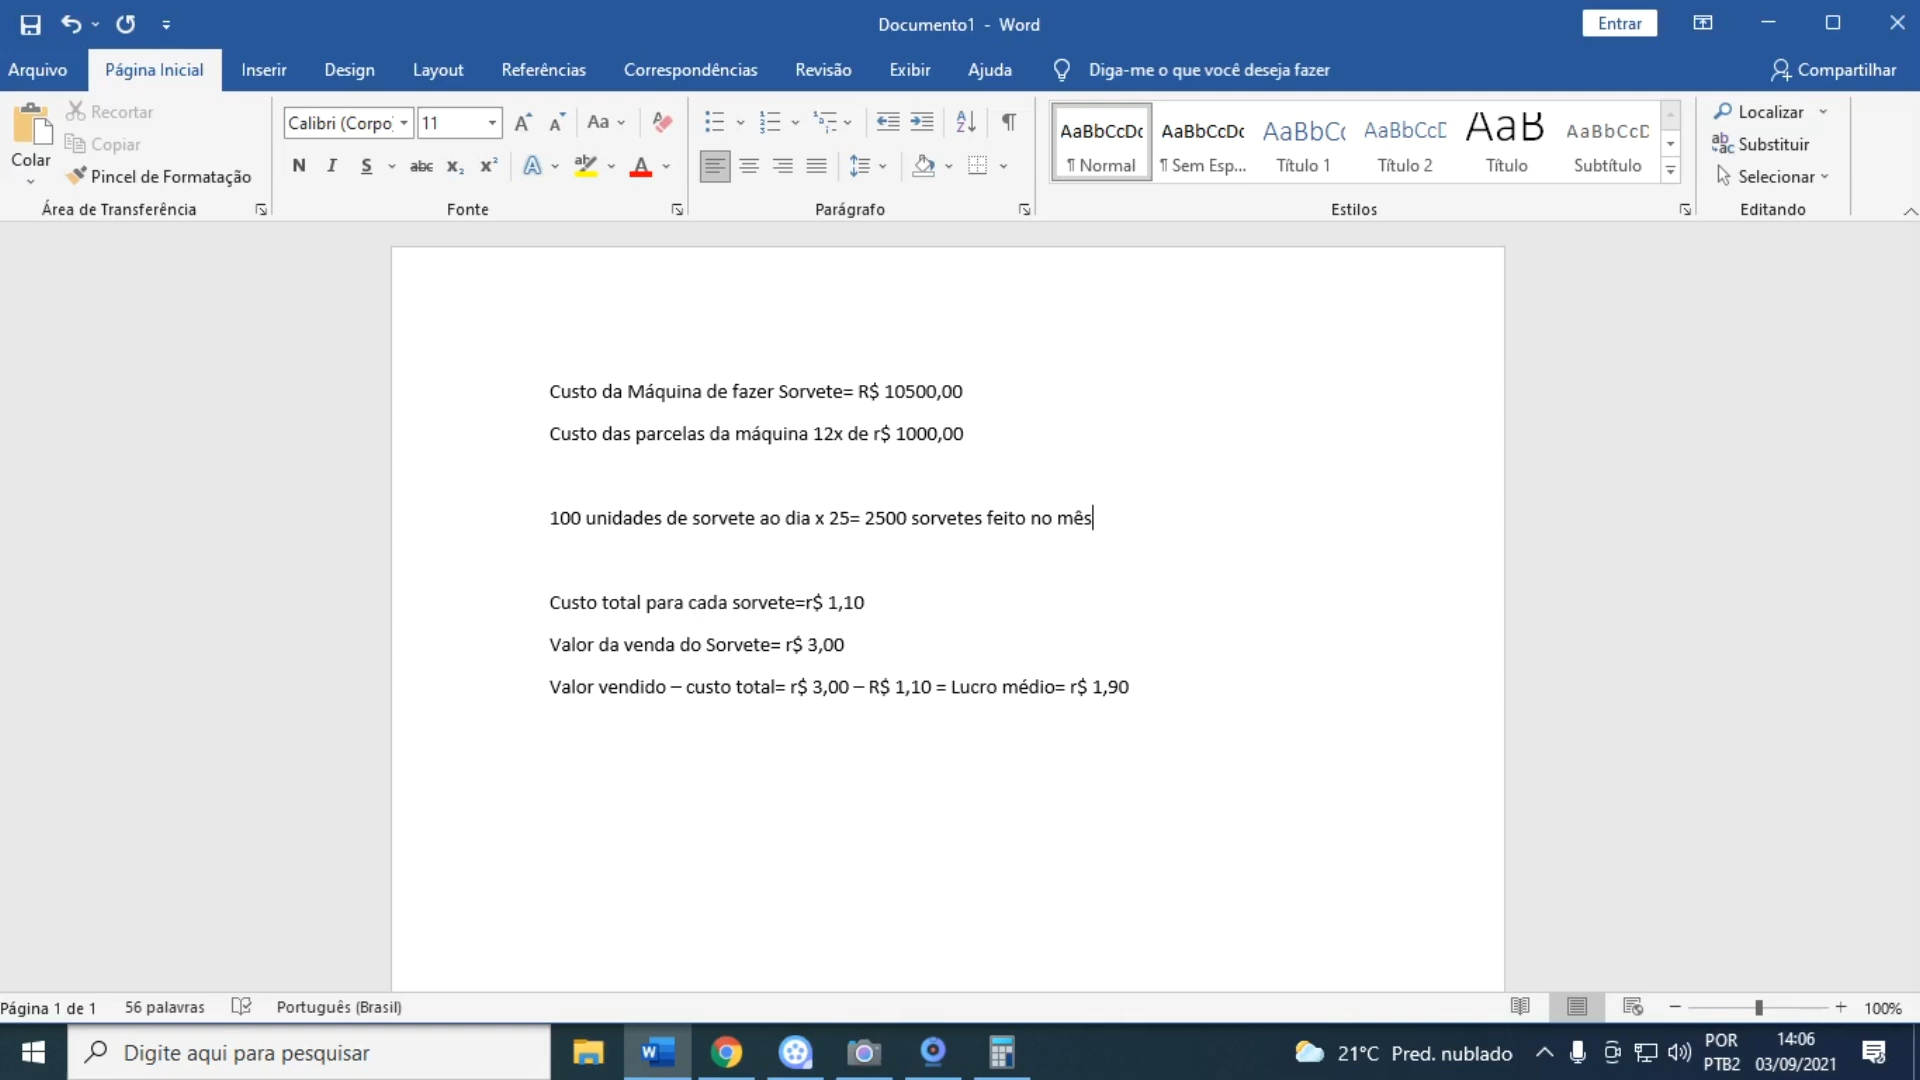 Documento1 - Word
Entrar
Arquivo
Página Inicial
Inserir
Design
Layout
Referências
Correspondências
Revisão
Exibir
Ajuda
Diga-me o que você deseja fazer
Compartilhar
Colar
Recortar
Copiar
Pincel de Formatação
Área de Transferência
Calibri (Corpo)
11
Aa
N I S abc x₂ x² A ab A
Fonte
Parágrafo
AaBbCcDc AaBbCcDc AaBbCc AaBbCcD AaB AaBbCcD
¶ Normal
¶ Sem Esp...
Título 1
Título 2
Título
Subtítulo
Estilos
Localizar
Substituir
Selecionar
Editando
Custo da Máquina de fazer Sorvete= R$ 10500,00
Custo das parcelas da máquina 12x de r$ 1000,00
100 unidades de sorvete ao dia x 25= 2500 sorvetes feito no mês
Custo total para cada sorvete=r$ 1,10
Valor da venda do Sorvete= r$ 3,00
Valor vendido – custo total= r$ 3,00 – R$ 1,10 = Lucro médio= r$ 1,90
Página 1 de 1
56 palavras
Português (Brasil)
100%
Digite aqui para pesquisar
21°C Pred. nublado
POR
PTB2
14:06
03/09/2021